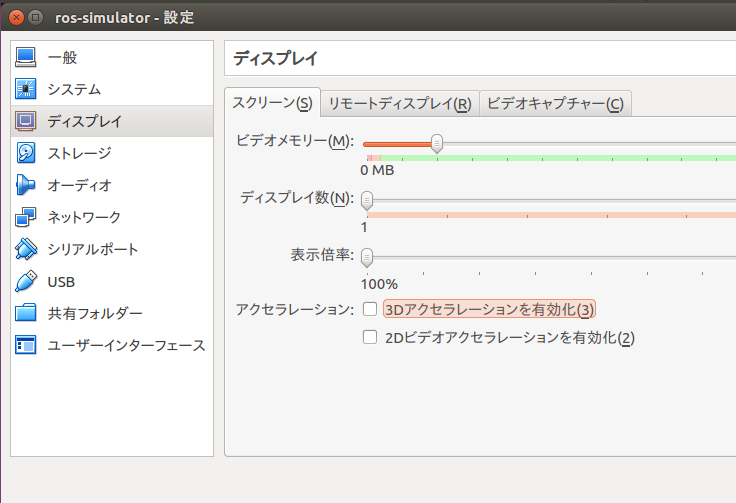 ros-simulator - 設定
一般
システム
ディスプレイ
ストレージ
オーディオ
ネットワーク
シリアルポート
USB
共有フォルダー
ユーザーインターフェース
ディスプレイ
スクリーン(S) リモートディスプレイ(R) ビデオキャプチャー(C)
ビデオメモリー(M):
0 MB
ディスプレイ数(N):
1
表示倍率:
100%
アクセラレーション: 3Dアクセラレーションを有効化(3)
2Dビデオアクセラレーションを有効化(2)